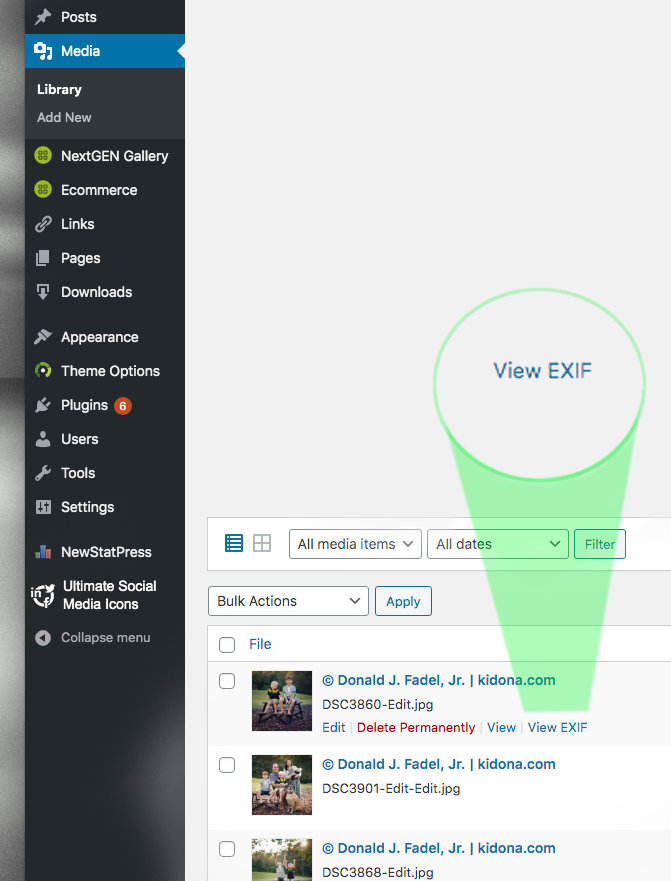 Posts
Media
Library
Add New
NextGEN Gallery
Ecommerce
Links
Pages
Downloads
Appearance
Theme Options
Plugins 6
Users
Tools
Settings
NewStatPress
Ultimate Social
Media Icons
Collapse menu
View EXIF
All media items All dates Filter
Bulk Actions Apply
File
© Donald J. Fadel, Jr. | kidona.com
DSC3860-Edit.jpg
Edit | Delete Permanently | View | View EXIF
© Donald J. Fadel, Jr. | kidona.com
DSC3901-Edit-Edit.jpg
© Donald J. Fadel, Jr. | kidona.com
DSC3868-Edit.jpg